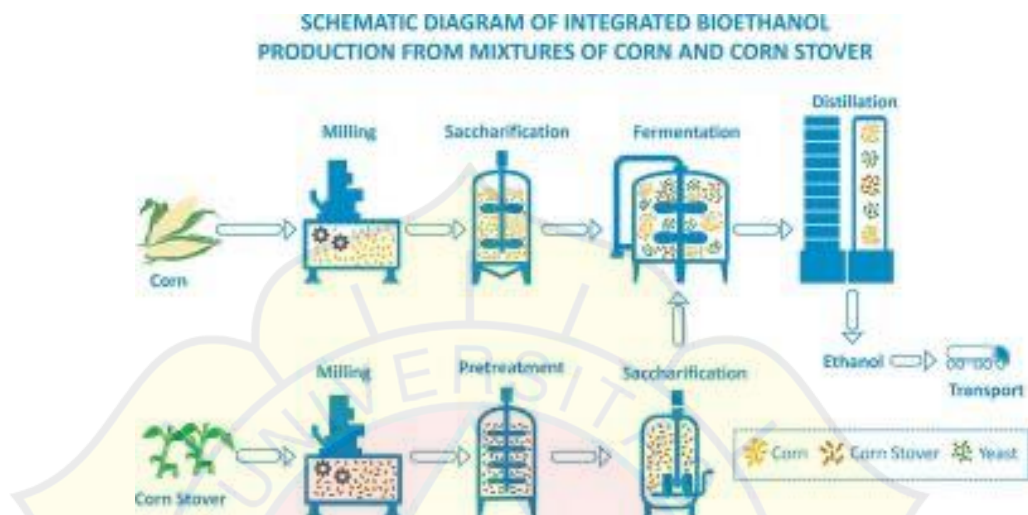 SCHEMATIC DIAGRAM OF INTEGRATED BIOETHANOL
PRODUCTION FROM MIXTURES OF CORN AND CORN STOVER
Distillation
Milling
Saccharification
Fermentation
Corn
Ethanol
Transport
Milling
Pretreatment
Saccharification
Corn Stover
Corn
Corn Stover
Yeast
UNIVERSITA